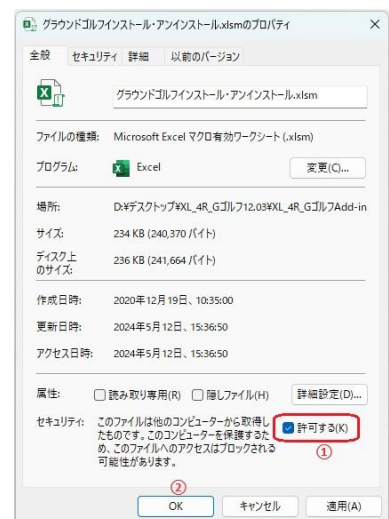 グラウンドゴルフインストール・アンインストール.xlsmのプロパティ
全般 セキュリティ 詳細 以前のバージョン
グラウンドゴルフインストール・アンインストール.xlsm
ファイルの種類: Microsoft Excel マクロ有効ワークシート (.xlsm)
プログラム: Excel 変更(C)...
場所: D:¥デスクトップ¥XL_4R_Gゴルフ12.03¥XL_4R_GゴルフAdd-in
サイズ: 234 KB (240,370 バイト)
ディスク上
のサイズ: 236 KB (241,664 バイト)
作成日時: 2020年12月19日、10:35:00
更新日時: 2024年5月12日、15:36:50
アクセス日時: 2024年5月12日、15:36:50
属性: 読み取り専用(R) 隠しファイル(H) 詳細設定(D)...
セキュリティ: このファイルは他のコンピューターから取得し
たものです。このコンピューターを保護するた
め、このファイルへのアクセスはブロックされる
可能性があります。
許可する(K)
①
②
OK キャンセル 適用(A)